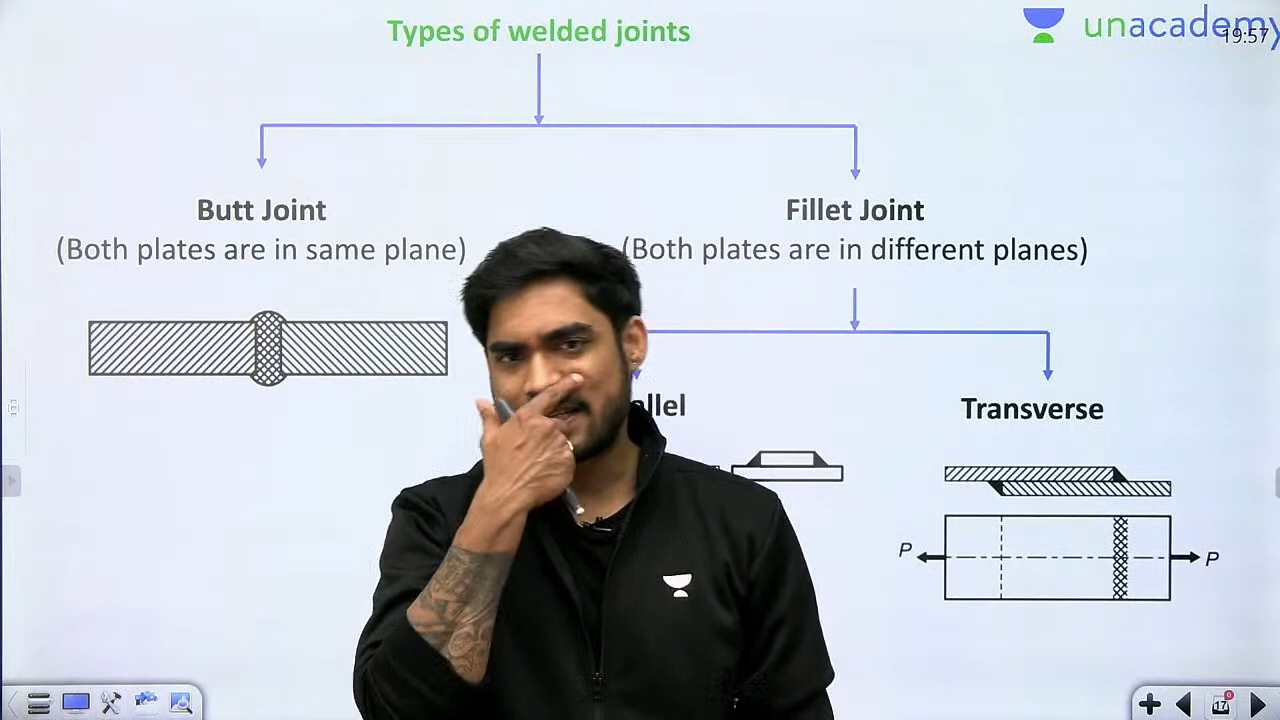 Types of welded joints
unacademy
19:57
Butt Joint
(Both plates are in same plane)
Fillet Joint
(Both plates are in different planes)
Transverse
P
P
17